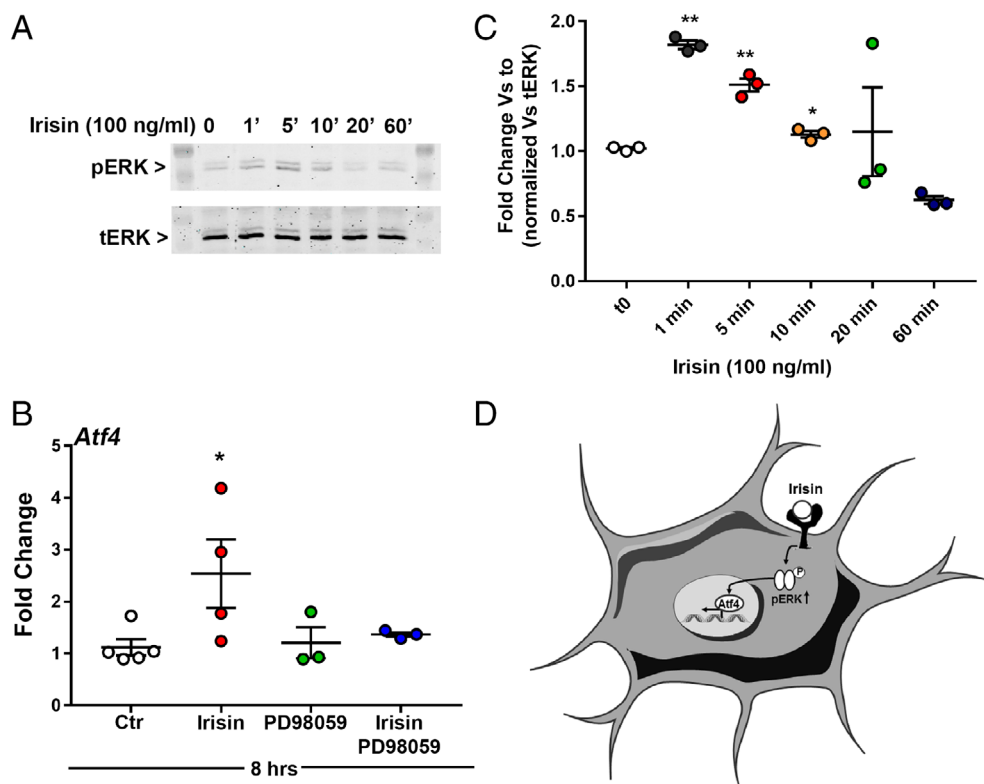 A
Irisin (100 ng/ml) 0 1’ 5’ 10’ 20’ 60’
pERK >
tERK >
C
Fold Change Vs to
(normalized Vs tERK)
2.0
1.5
1.0
0.5
0.0
**
**
*
t0
1 min
5 min
10 min
20 min
60 min
Irisin (100 ng/ml)
B
Atf4
Fold Change
5
4
3
2
1
0
*
Ctr
Irisin
PD98059
Irisin
PD98059
8 hrs
D
Irisin
P
pERK↑
Atf4